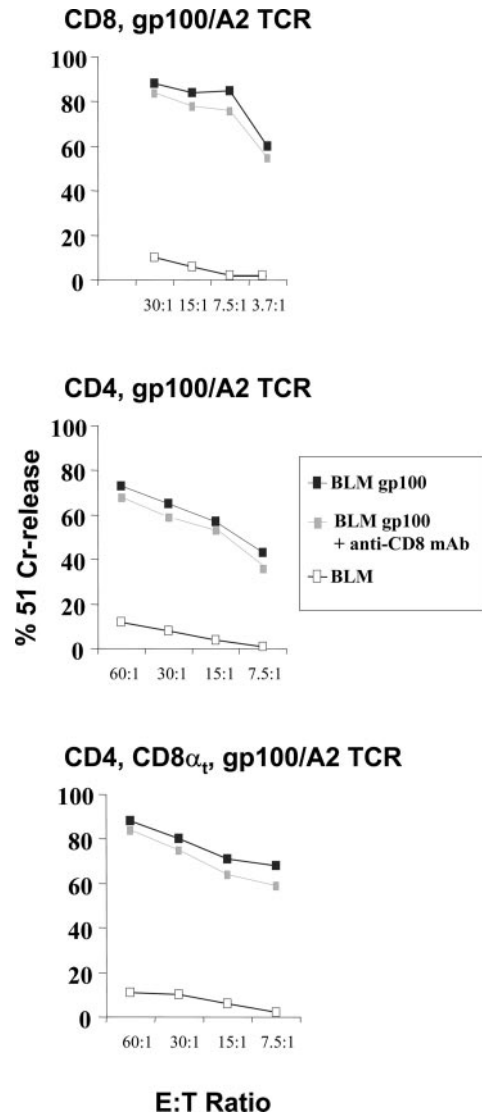 CD8, gp100/A2 TCR
100
80
60
40
20
0
30:1 15:1 7.5:1 3.7:1
CD4, gp100/A2 TCR
100
80
60
40
20
0
60:1 30:1 15:1 7.5:1
% 51 Cr-release
BLM gp100
BLM gp100
+ anti-CD8 mAb
BLM
CD4, CD8αt, gp100/A2 TCR
100
80
60
40
20
0
60:1 30:1 15:1 7.5:1
E:T Ratio